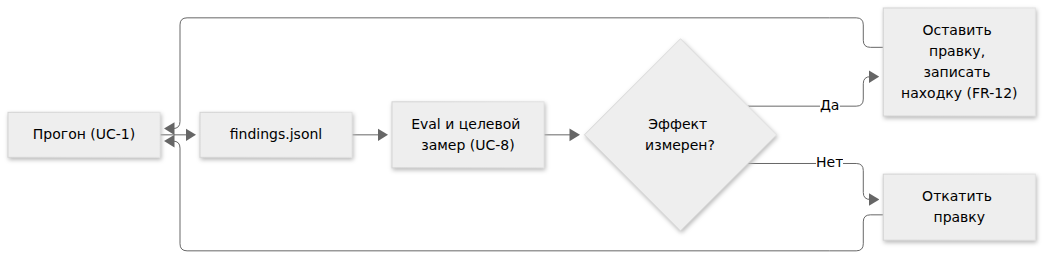 Прогон (UC-1)
findings.jsonl
Eval и целевой
замер (UC-8)
Эффект
измерен?
Да
Нет
Оставить
правку,
записать
находку (FR-12)
Откатить
правку